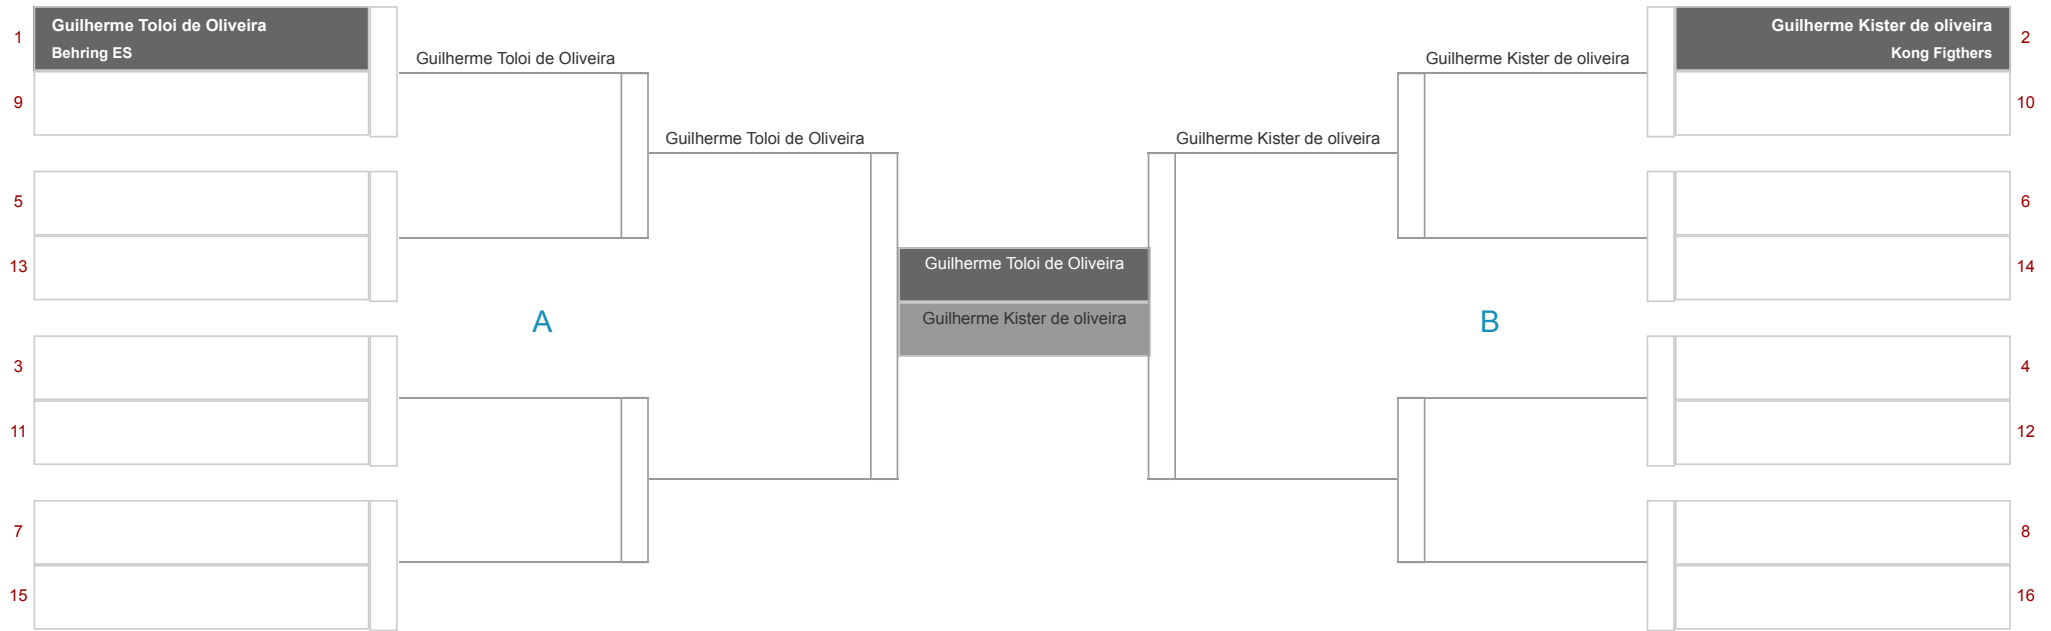 1
Guilherme Toloi de Oliveira
Behring ES
9
5
13
3
11
7
15
Guilherme Toloi de Oliveira
Guilherme Toloi de Oliveira
A
Guilherme Toloi de Oliveira
Guilherme Kister de oliveira
B
Guilherme Kister de oliveira
Guilherme Kister de oliveira
Guilherme Kister de oliveira
Kong Figthers
2
10
6
14
4
12
8
16